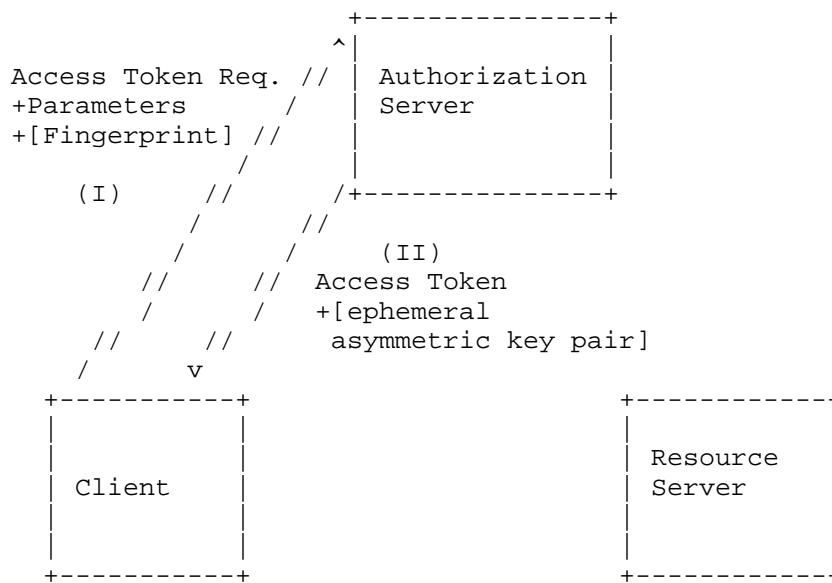 Access Token Req.
+Parameters
+[Fingerprint]
(I)
Authorization
Server
(II)
Access Token
+[ephemeral
asymmetric key pair]
Client
Resource
Server